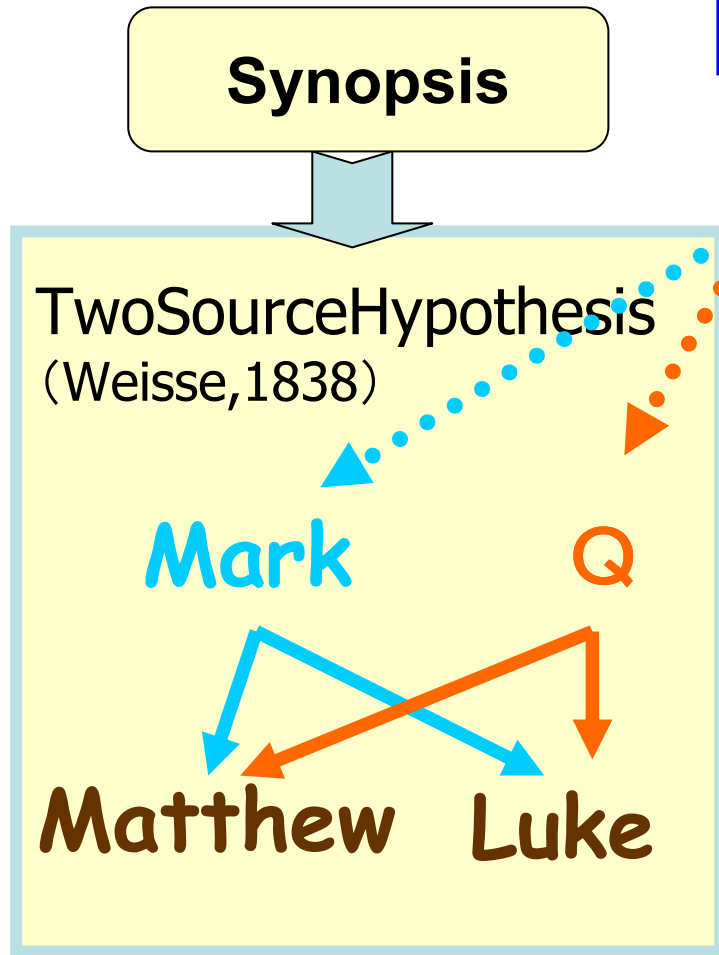 Synopsis
TwoSourceHypothesis
（Weisse,1838）
Mark Q
Matthew Luke